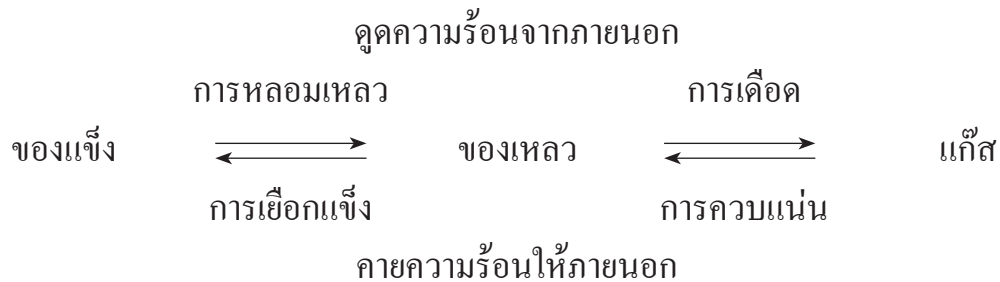 ดูดความร้อนจากภายนอก
การหลอมเหลว การเดือด
ของแข็ง ของเหลว แก๊ส
การเยือกแข็ง การควบแน่น
คายความร้อนให้ภายนอก